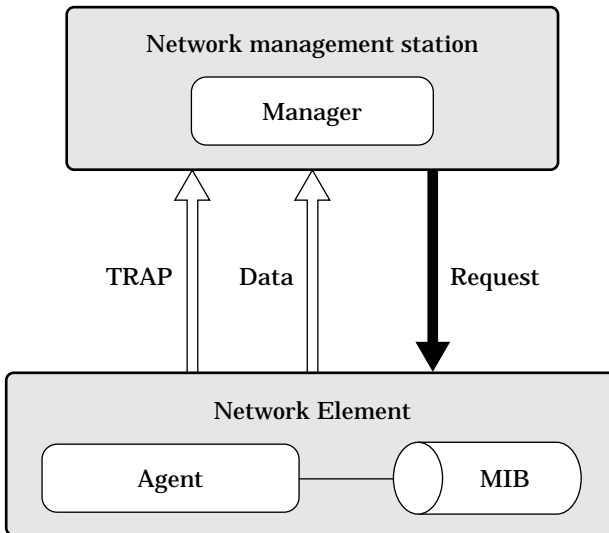 Network management station
Manager
TRAP
Data
Request
Network Element
Agent
MIB